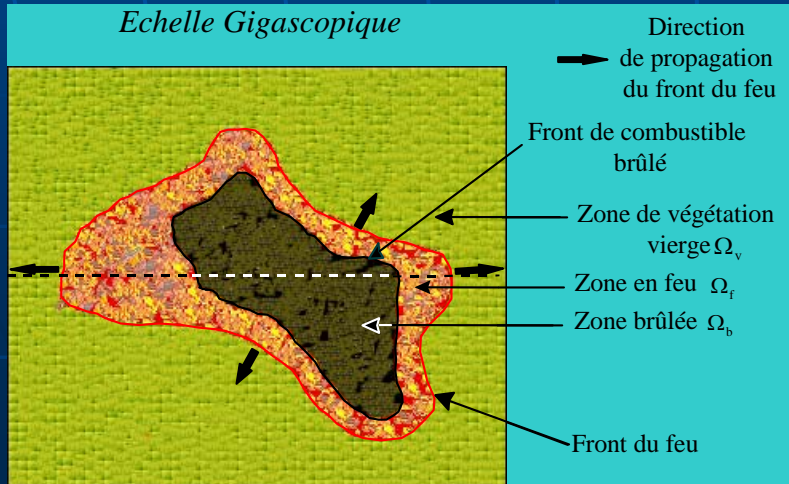 Echelle Gigascopique
Direction
de propagation
du front du feu
Front de combustible
brûlé
Zone de végétation
vierge Ωv
Zone en feu Ωf
Zone brûlée Ωb
Front du feu